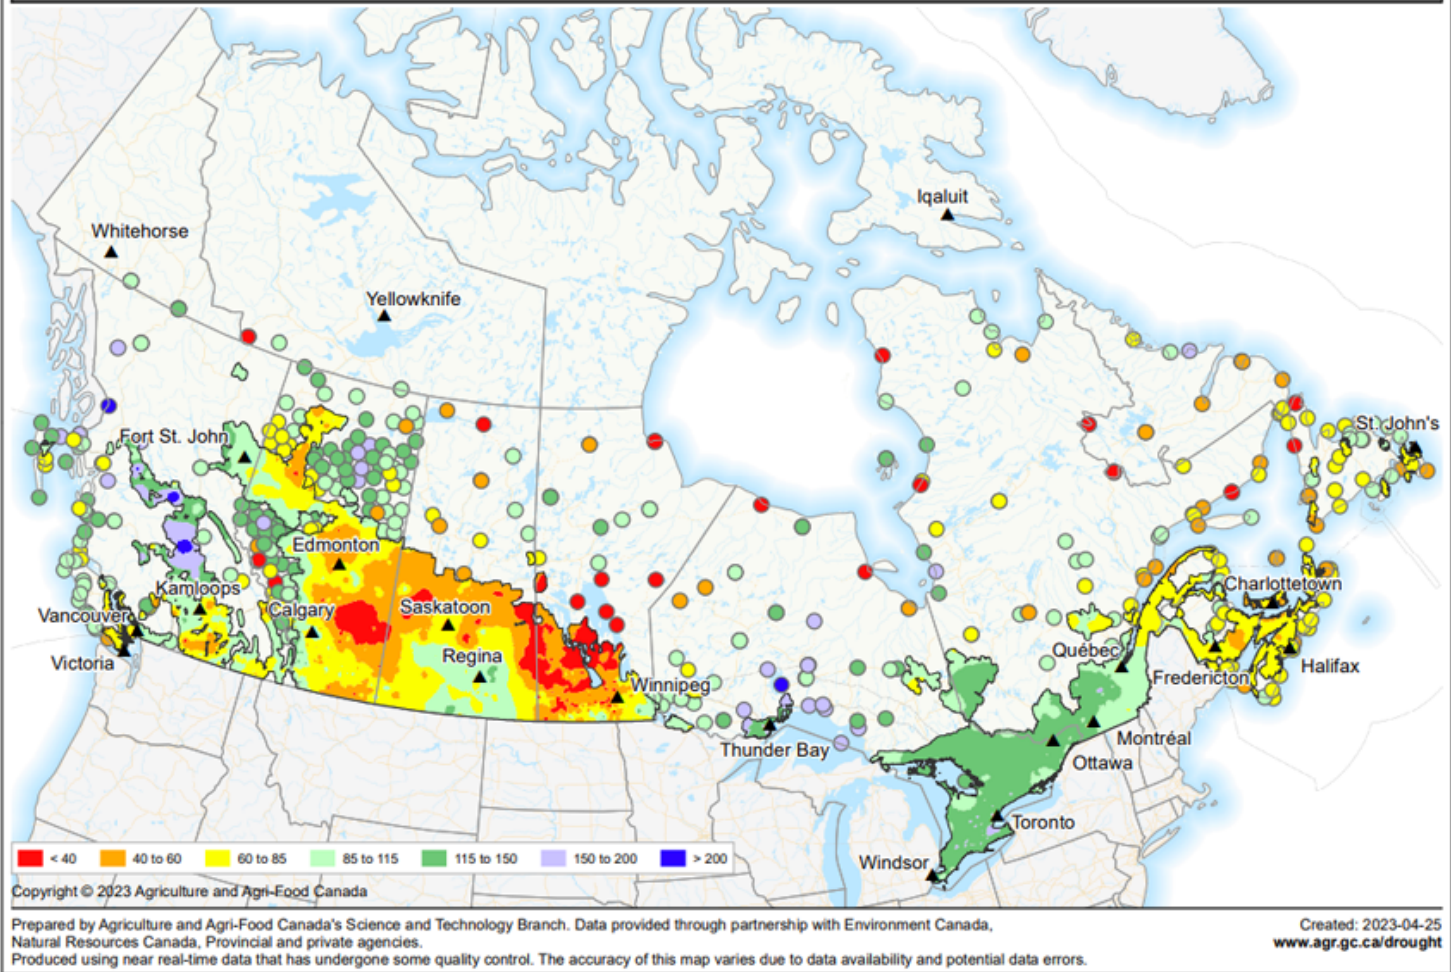 Iqaluit
Whitehorse
Yellowknife
St. John's
Fort St. John
Edmonton
Charlottetown
Kamloops
Calgary
Saskatoon
Vancouver
Québec
Regina
Victoria
Halifax
Fredericton
Winnipeg
Montréal
Thunder Bay
Ottawa
Toronto
< 40 40 to 60 60 to 85 85 to 115 115 to 150 150 to 200 > 200
Windsor
Copyright © 2023 Agriculture and Agri-Food Canada
Prepared by Agriculture and Agri-Food Canada's Science and Technology Branch. Data provided through partnership with Environment Canada,
Natural Resources Canada, Provincial and private agencies.
Produced using near real-time data that has undergone some quality control. The accuracy of this map varies due to data availability and potential data errors.
Created: 2023-04-25
www.agr.gc.ca/drought